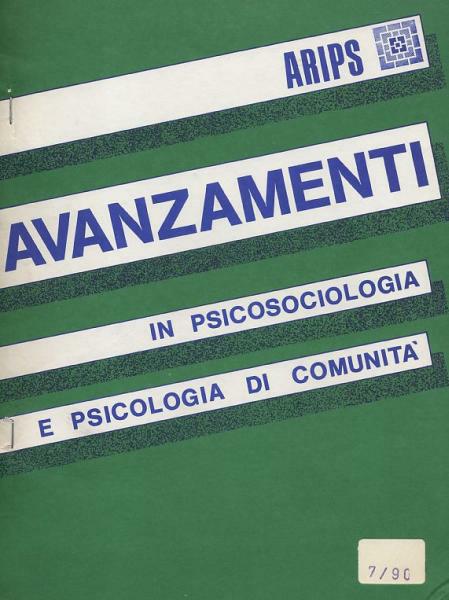 ARIPS
AVANZAMENTI
IN PSICOSOCIOLOGIA
E PSICOLOGIA DI COMUNITÀ
7/90